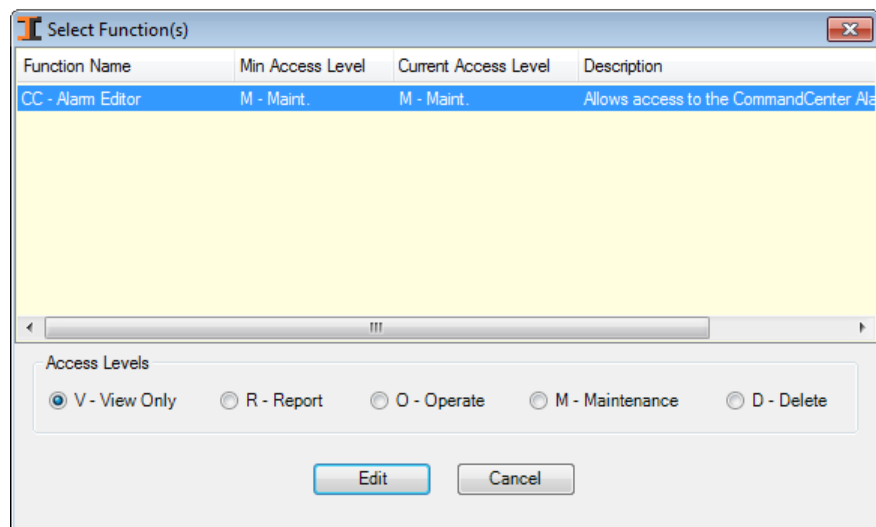 Select Function(s)
Function Name Min Access Level Current Access Level Description
CC - Alarm Editor M - Maint. M - Maint. Allows access to the CommandCenter Ala
Access Levels
V - View Only R - Report O - Operate M - Maintenance D - Delete
Edit Cancel